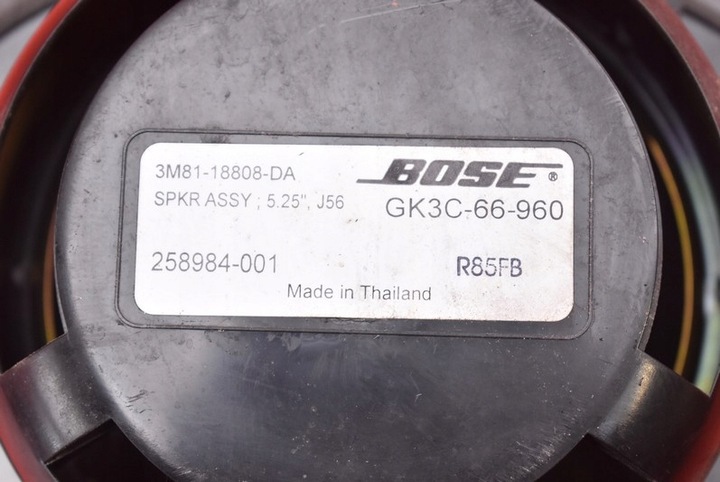 3M81-18808-DA
BOSE®
SPKR ASSY ; 5.25", J56
GK3C-66-960
258984-001
R85FB
Made in Thailand